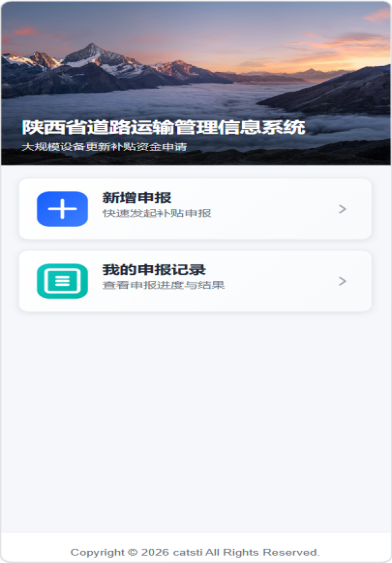 陕西省道路运输管理信息系统
大规模设备更新补贴资金申请
新增申报
快速发起补贴申报
我的申报记录
查看申报进度与结果
Copyright © 2026 catsti All Rights Reserved.